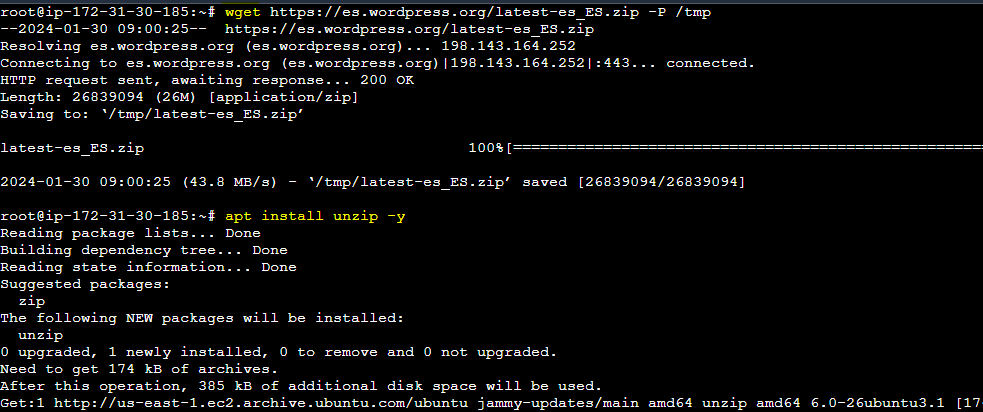 root@ip-172-31-30-185:~# wget https://es.wordpress.org/latest-es_ES.zip -P /tmp
--2024-01-30 09:00:25--  https://es.wordpress.org/latest-es_ES.zip
Resolving es.wordpress.org (es.wordpress.org)... 198.143.164.252
Connecting to es.wordpress.org (es.wordpress.org)|198.143.164.252|:443... connected.
HTTP request sent, awaiting response... 200 OK
Length: 26839094 (26M) [application/zip]
Saving to: ‘/tmp/latest-es_ES.zip’
latest-es_ES.zip                                    100%[====================================================
2024-01-30 09:00:25 (43.8 MB/s) - ‘/tmp/latest-es_ES.zip’ saved [26839094/26839094]
root@ip-172-31-30-185:~# apt install unzip -y
Reading package lists... Done
Building dependency tree... Done
Reading state information... Done
Suggested packages:
  zip
The following NEW packages will be installed:
  unzip
0 upgraded, 1 newly installed, 0 to remove and 0 not upgraded.
Need to get 174 kB of archives.
After this operation, 385 kB of additional disk space will be used.
Get:1 http://us-east-1.ec2.archive.ubuntu.com/ubuntu jammy-updates/main amd64 unzip amd64 6.0-26ubuntu3.1 [17